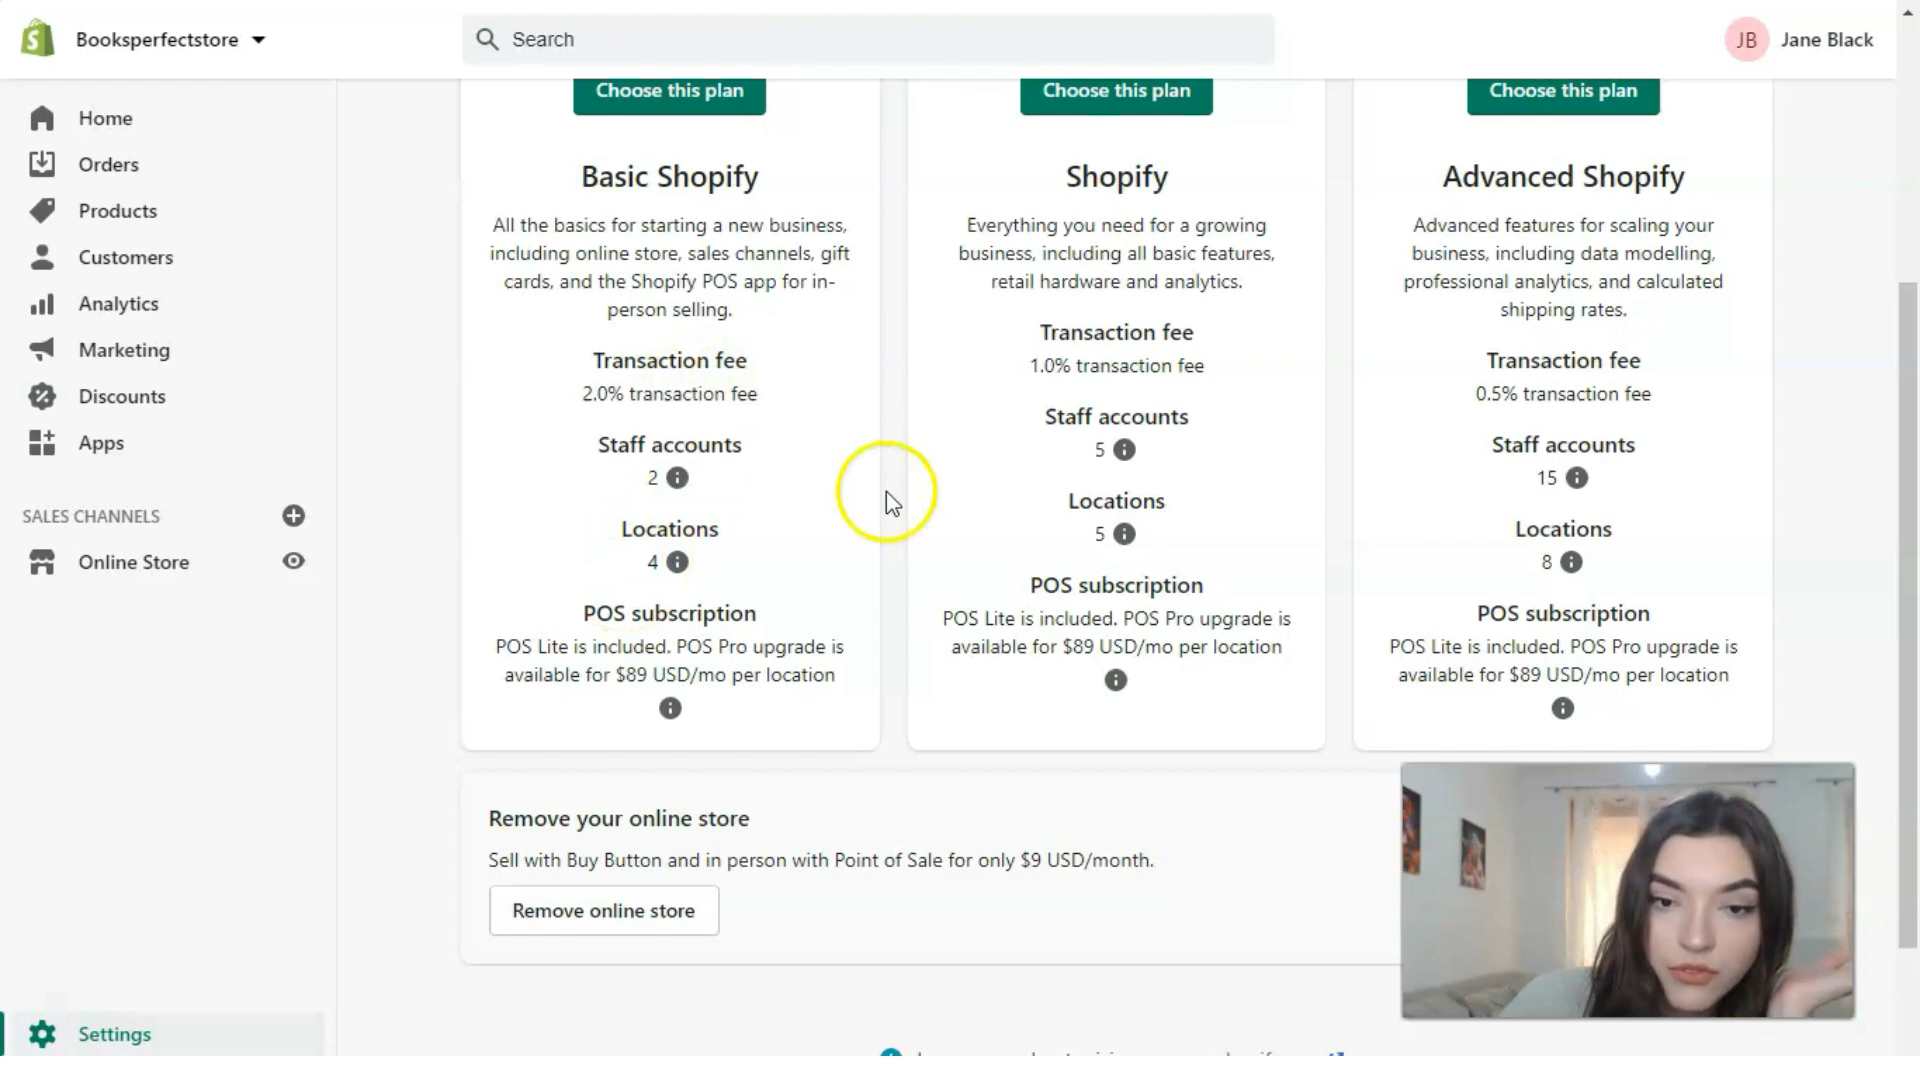 Booksperfectstore
Search
JB
Jane Black
Home
Orders
Products
Customers
Analytics
Marketing
Discounts
Apps
SALES CHANNELS
Online Store
Settings
Choose this plan
Basic Shopify
All the basics for starting a new business,
including online store, sales channels, gift
cards, and the Shopify POS app for in-
person selling.
Transaction fee
2.0% transaction fee
Staff accounts
2
Locations
4
POS subscription
POS Lite is included. POS Pro upgrade is
available for $89 USD/mo per location
Choose this plan
Shopify
Everything you need for a growing
business, including all basic features,
retail hardware and analytics.
Transaction fee
1.0% transaction fee
Staff accounts
5
Locations
5
POS subscription
POS Lite is included. POS Pro upgrade is
available for $89 USD/mo per location
Choose this plan
Advanced Shopify
Advanced features for scaling your
business, including data modelling,
professional analytics, and calculated
shipping rates.
Transaction fee
0.5% transaction fee
Staff accounts
15
Locations
8
POS subscription
POS Lite is included. POS Pro upgrade is
available for $89 USD/mo per location
Remove your online store
Sell with Buy Button and in person with Point of Sale for only $9 USD/month.
Remove online store